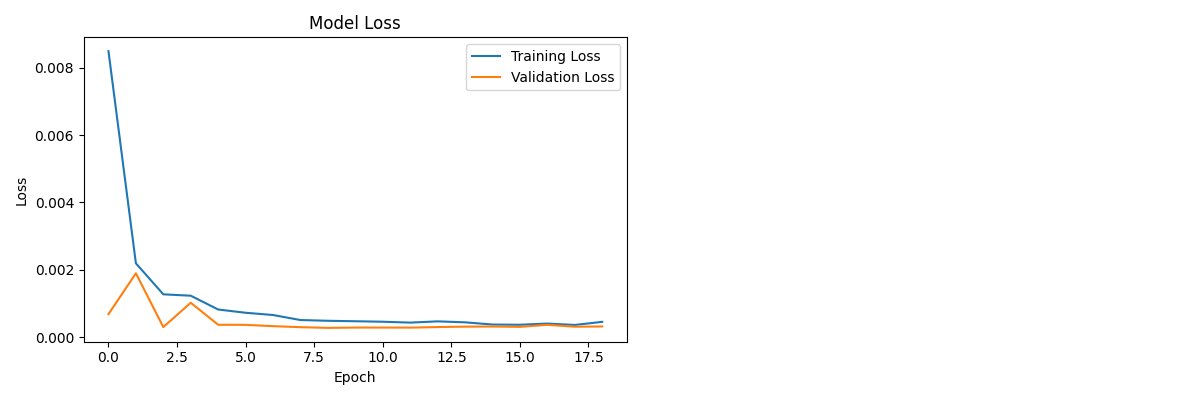 Model Loss
Training Loss
Validation Loss
0.008
0.006
0.004
0.002
0.000
Loss
0.0 2.5 5.0 7.5 10.0 12.5 15.0 17.5
Epoch